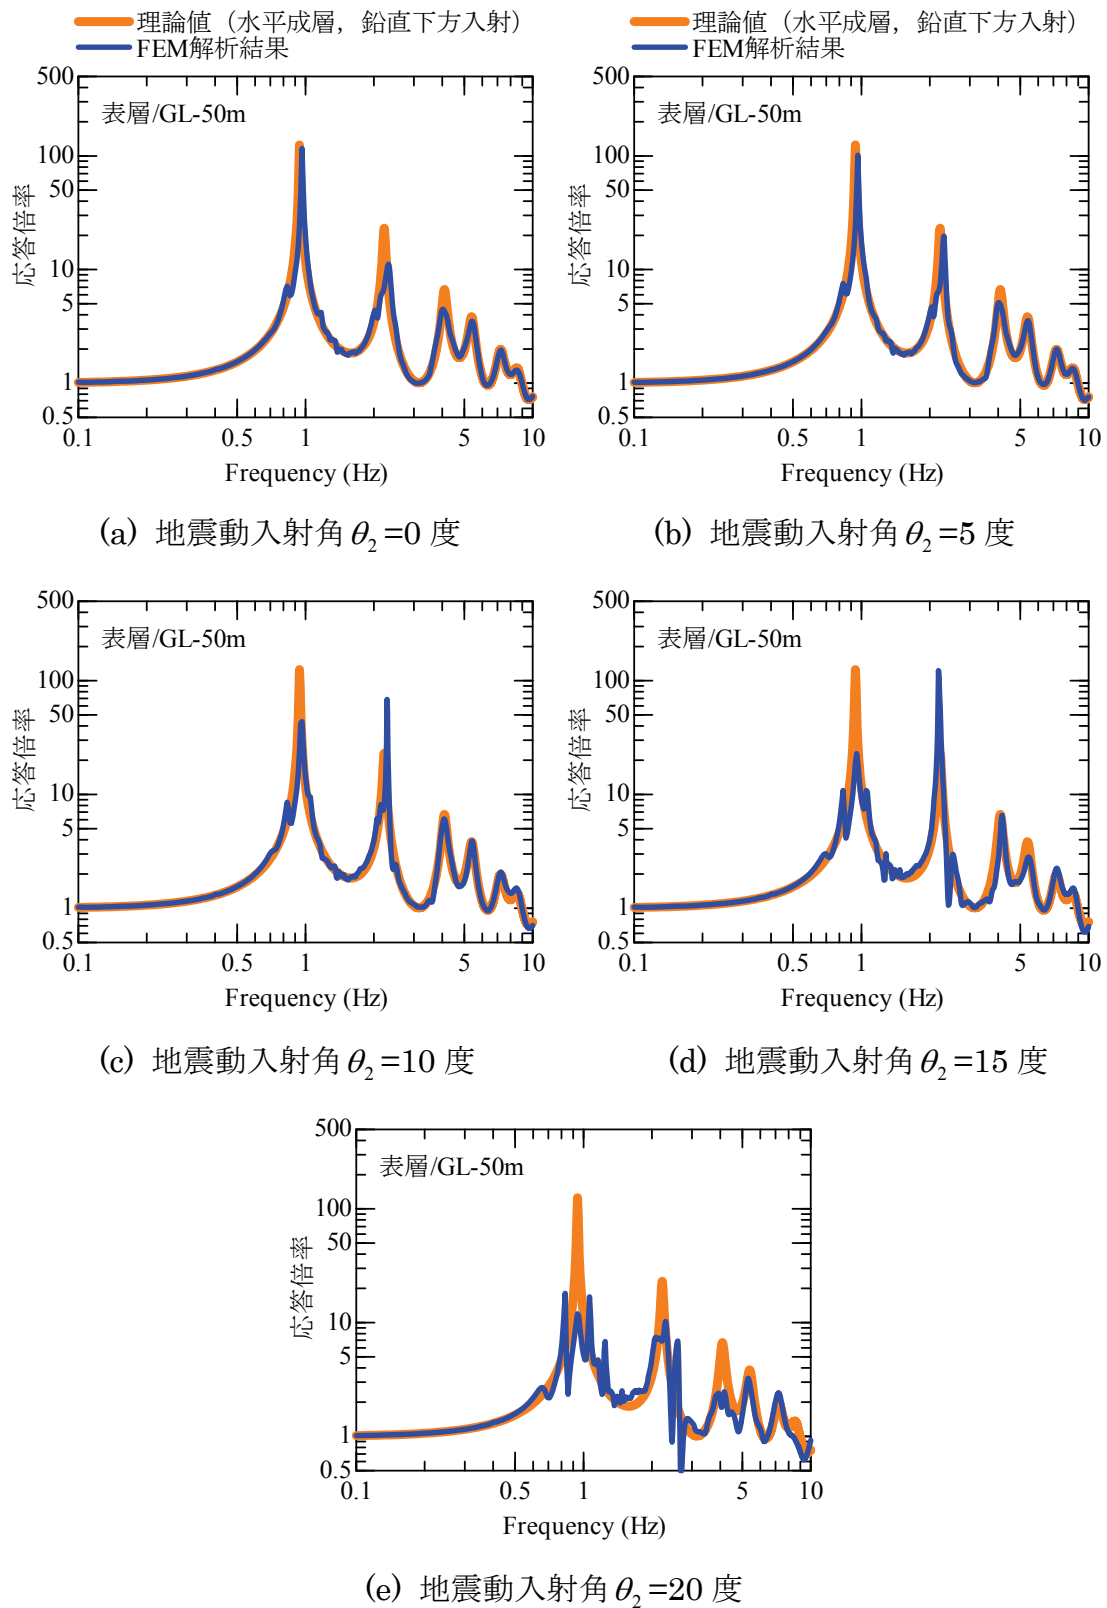 理論値（水平成層，鉛直下方入射）
FEM解析結果
理論値（水平成層，鉛直下方入射）
FEM解析結果
500
100
50
10
5
1
0.5
表層/GL-50m
応答倍率
0.1 0.5 1 5 10
Frequency (Hz)
(a) 地震動入射角θ₂=0 度
500
100
50
10
5
1
0.5
表層/GL-50m
応答倍率
0.1 0.5 1 5 10
Frequency (Hz)
(b) 地震動入射角θ₂=5 度
500
100
50
10
5
1
0.5
表層/GL-50m
応答倍率
0.1 0.5 1 5 10
Frequency (Hz)
(c) 地震動入射角θ₂=10 度
500
100
50
10
5
1
0.5
表層/GL-50m
応答倍率
0.1 0.5 1 5 10
Frequency (Hz)
(d) 地震動入射角θ₂=15 度
500
100
50
10
5
1
0.5
表層/GL-50m
応答倍率
0.1 0.5 1 5 10
Frequency (Hz)
(e) 地震動入射角θ₂=20 度